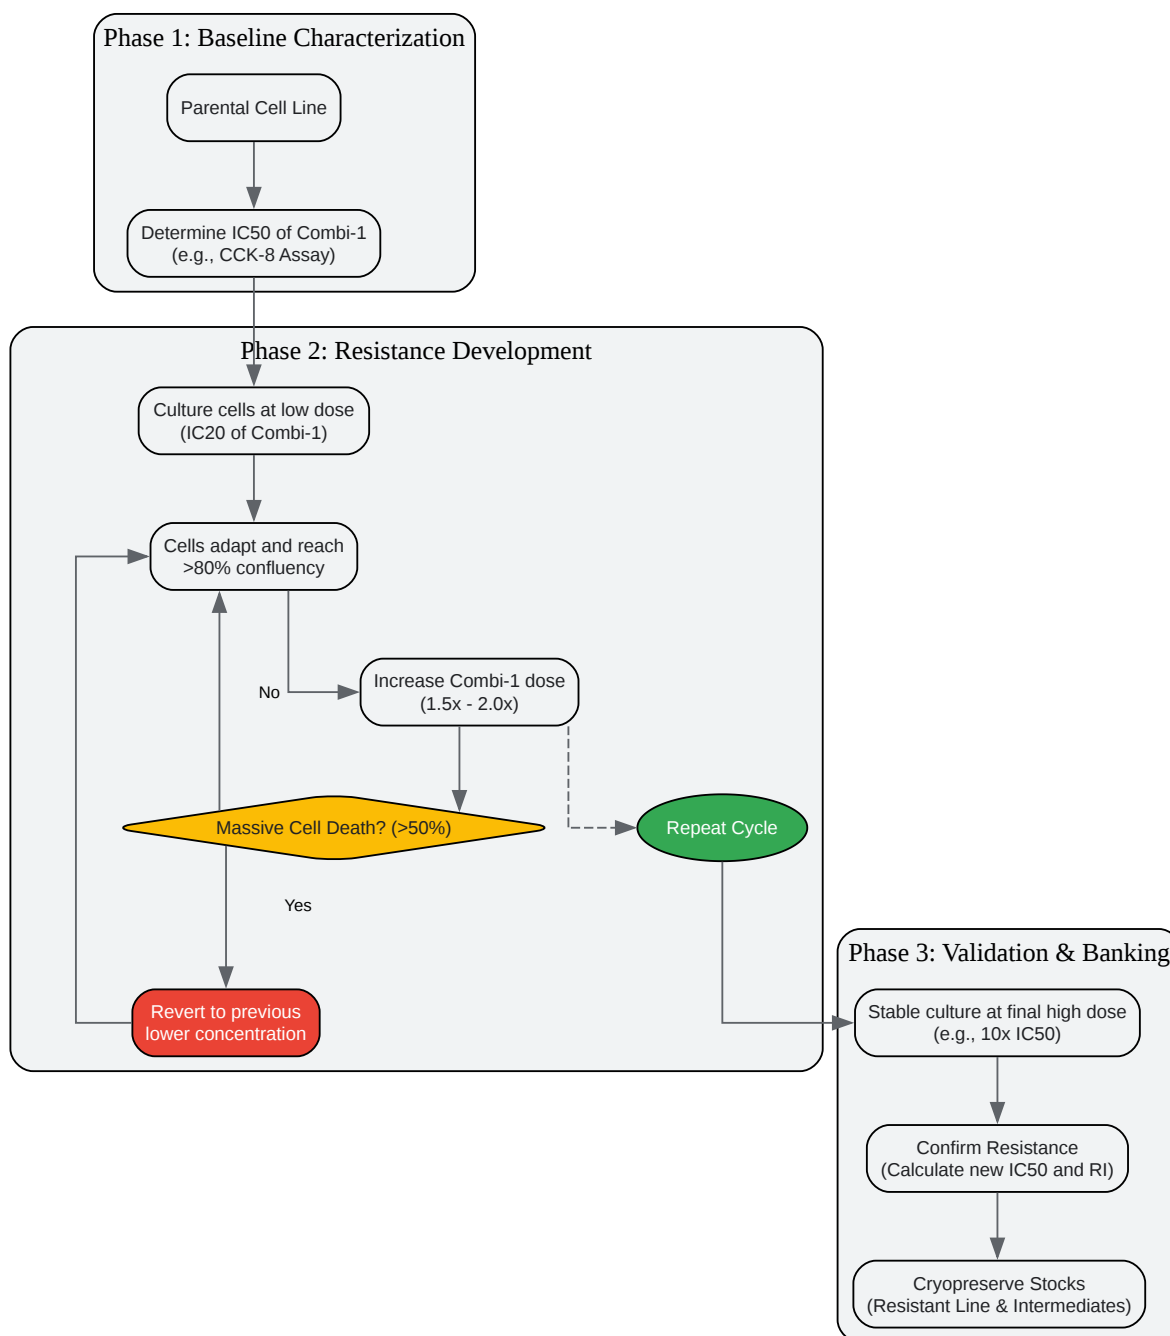 Phase 1: Baseline Characterization
Parental Cell Line
Determine IC50 of Combi-1
(e.g., CCK-8 Assay)
Phase 2: Resistance Development
Culture cells at low dose
(IC20 of Combi-1)
Cells adapt and reach
>80% confluency
No
Increase Combi-1 dose
(1.5x - 2.0x)
Massive Cell Death? (>50%)
Repeat Cycle
Yes
Revert to previous
lower concentration
Phase 3: Validation & Banking
Stable culture at final high dose
(e.g., 10x IC50)
Confirm Resistance
(Calculate new IC50 and RI)
Cryopreserve Stocks
(Resistant Line & Intermediates)